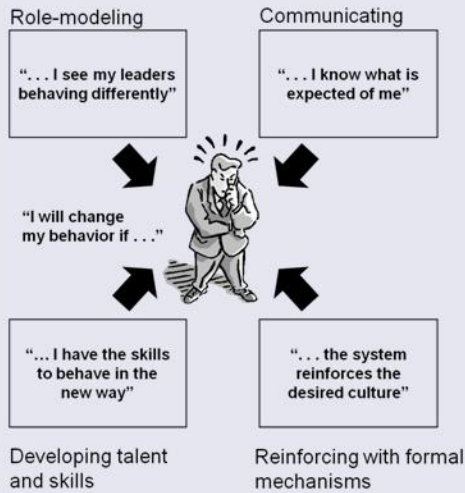 Role-modeling
Communicating
“. . . I see my leaders
behaving differently”
“. . . I know what is
expected of me”
“I will change
my behavior if . . .”
“... I have the skills
to behave in the
new way”
“. . . the system
reinforces the
desired culture”
Developing talent
and skills
Reinforcing with formal
mechanisms